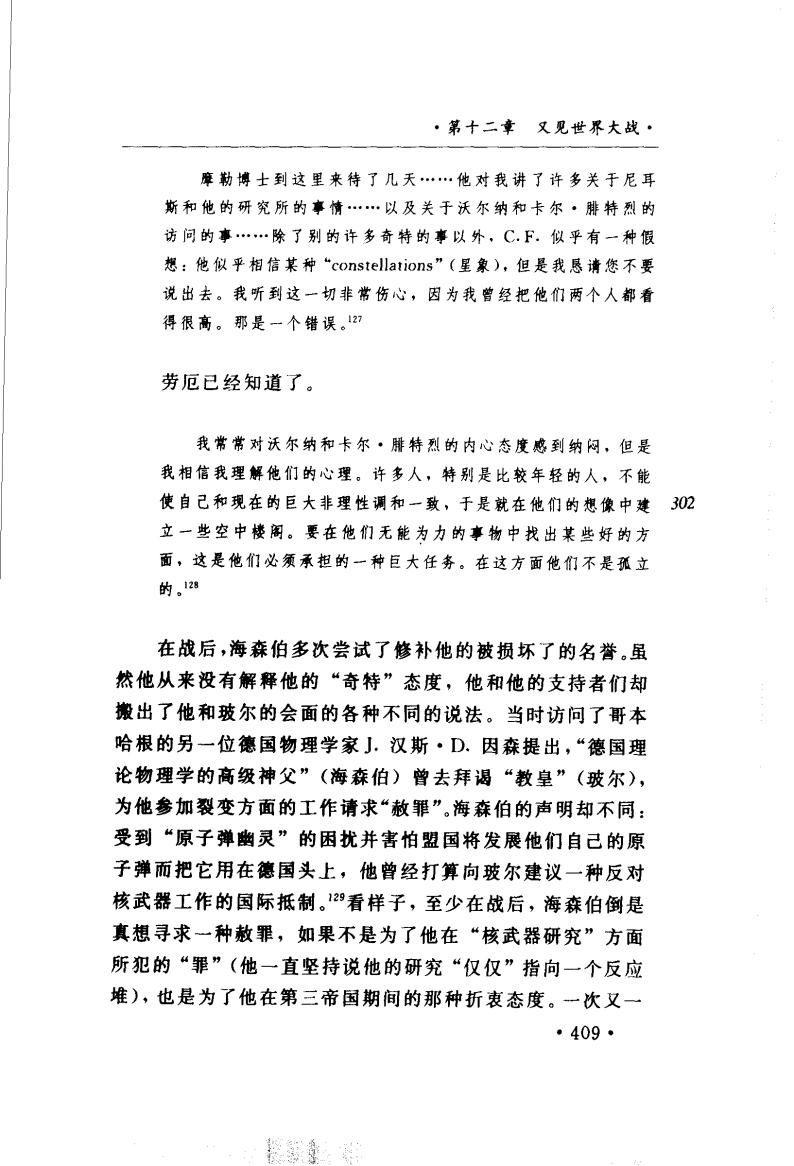 ·第十二章 又见世界大战·
摩勒博士到这里来待了几天……他对我讲了许多关于尼耳
斯和他的研究所的事情……以及关于沃尔纳和卡尔·腓特烈的
访问的事……除了别的许多奇特的事以外，C.F. 似乎有一种假
想：他似乎相信某种“constellations”（星象），但是我恳请您不要
说出去。我听到这一切非常伤心，因为我曾经把他们两个人都看
得很高。那是一个错误。127
劳厄已经知道了。
我常常对沃尔纳和卡尔·腓特烈的内心态度感到纳闷，但是
我相信我理解他们的心理。许多人，特别是比较年轻的人，不能
使自己和现在的巨大非理性调和一致，于是就在他们的想像中建
302
立一些空中楼阁。要在他们无能为力的事物中找出某些好的方
面，这是他们必须承担的一种巨大任务。在这方面他们不是孤立
的。128
在战后，海森伯多次尝试了修补他的被损坏了的名誉。虽
然他从来没有解释他的“奇特”态度，他和他的支持者们却
搬出了他和玻尔的会面的各种不同的说法。当时访问了哥本
哈根的另一位德国物理学家J. 汉斯·D. 因森提出，“德国理
论物理学的高级神父”（海森伯）曾去拜谒“教皇”（玻尔），
为他参加裂变方面的工作请求“赦罪”。海森伯的声明却不同：
受到“原子弹幽灵”的困扰并害怕盟国将发展他们自己的原
子弹而把它用在德国头上，他曾经打算向玻尔建议一种反对
核武器工作的国际抵制。129看样子，至少在战后，海森伯倒是
真想寻求一种赦罪，如果不是为了他在“核武器研究”方面
所犯的“罪”（他一直坚持说他的研究“仅仅”指向一个反应
堆），也是为了他在第三帝国期间的那种折衷态度。一次又一
·409·